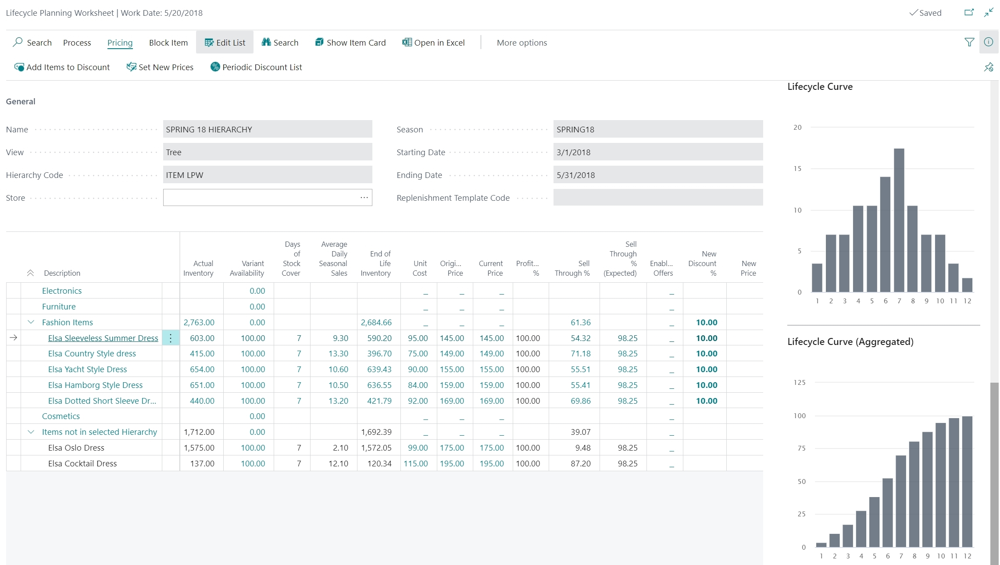 Lifecycle Planning Worksheet | Work Date: 5/20/2018
Saved
Search Process Pricing Block Item Edit List Search Show Item Card Open in Excel More options
Add Items to Discount Set New Prices Periodic Discount List
General
Name SPRING 18 HIERARCHY Season SPRING18
View Tree Starting Date 3/1/2018
Hierarchy Code ITEM LPW Ending Date 5/31/2018
Store ... Replenishment Template Code
Description
Actual
Inventory
Variant
Availability
Days
of
Stock
Cover
Average
Daily
Seasonal
Sales
End of
Life
Inventory
Unit
Cost
Origi...
Price
Current
Price
Profit...
%
Sell
Through %
Sell
Through
%
(Expected)
Enabl...
Offers
New
Discount
%
New
Price
Electronics 0.00 _ _ _ _
Furniture 0.00 _ _ _ _
Fashion Items 2,763.00 0.00 2,684.66 _ _ _ 61.36 _ 10.00
Elsa Sleeveless Summer Dress 603.00 100.00 7 9.30 590.20 95.00 145.00 145.00 100.00 54.32 98.25 _ 10.00
Elsa Country Style dress 415.00 100.00 7 13.30 396.70 75.00 149.00 149.00 100.00 71.18 98.25 _ 10.00
Elsa Yacht Style Dress 654.00 100.00 7 10.60 639.43 90.00 155.00 155.00 100.00 55.51 98.25 _ 10.00
Elsa Hamborg Style Dress 651.00 100.00 7 10.50 636.55 84.00 159.00 159.00 100.00 55.41 98.25 _ 10.00
Elsa Dotted Short Sleeve Dr... 440.00 100.00 7 13.20 421.79 92.00 169.00 169.00 100.00 69.86 98.25 _ 10.00
Cosmetics 0.00 _ _ _ _
Items not in selected Hierarchy 1,712.00 0.00 1,692.39 _ _ _ 39.07 _
Elsa Oslo Dress 1,575.00 100.00 7 2.10 1,572.05 99.00 175.00 175.00 100.00 9.48 98.25 _
Elsa Cocktail Dress 137.00 100.00 7 12.10 120.34 115.00 195.00 195.00 100.00 87.20 98.25 _
Lifecycle Curve
20
15
10
5
0
1 2 3 4 5 6 7 8 9 10 11 12
Lifecycle Curve (Aggregated)
125
100
75
50
25
0
1 2 3 4 5 6 7 8 9 10 11 12